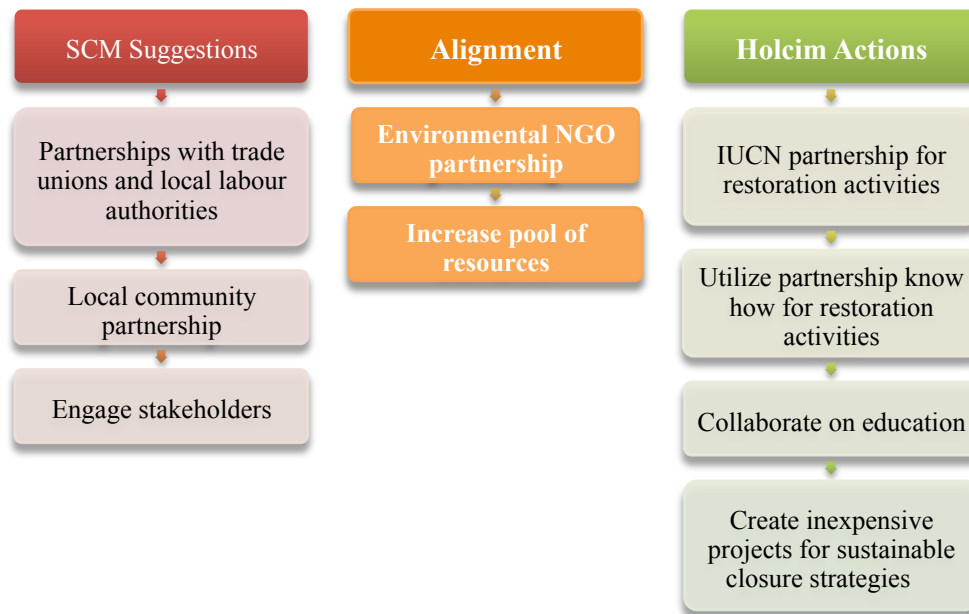 SCM Suggestions
Partnerships with trade
unions and local labour
authorities
Local community
partnership
Engage stakeholders
Alignment
Environmental NGO
partnership
Increase pool of
resources
Holcim Actions
IUCN partnership for
restoration activities
Utilize partnership know
how for restoration
activities
Collaborate on education
Create inexpensive
projects for sustainable
closure strategies